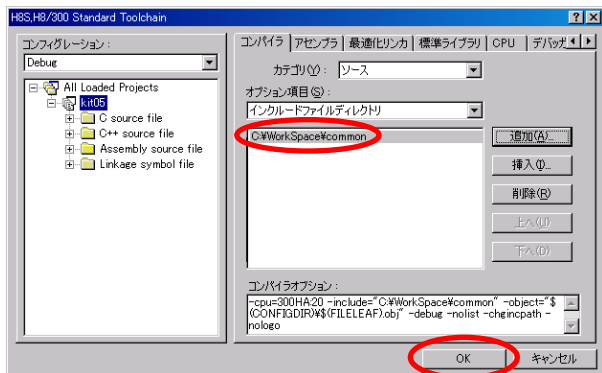 H8S,H8/300 Standard Toolchain
コンフィグレーション：
Debug
All Loaded Projects
kit05
C source file
C++ source file
Assembly source file
Linkage symbol file
コンパイラ アセンブラ 最適化リンカ 標準ライブラリ CPU デバッガ
カテゴリ(Y)： ソース
オプション項目(S)：
インクルードファイルディレクトリ
C:¥WorkSpace¥common
追加(A)...
挿入(I)...
削除(R)
上へ(U)
下へ(D)
コンパイラオプション：
-cpu=300HA:20 -include="C:¥WorkSpace¥common" -object="$
(CONFIGDIR)¥$(FILELEAF).obj" -debug -nolist -chgincpath -
nologo
OK キャンセル